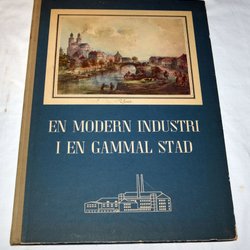 EN MODERN INDUSTRI
I EN GAMMAL STAD